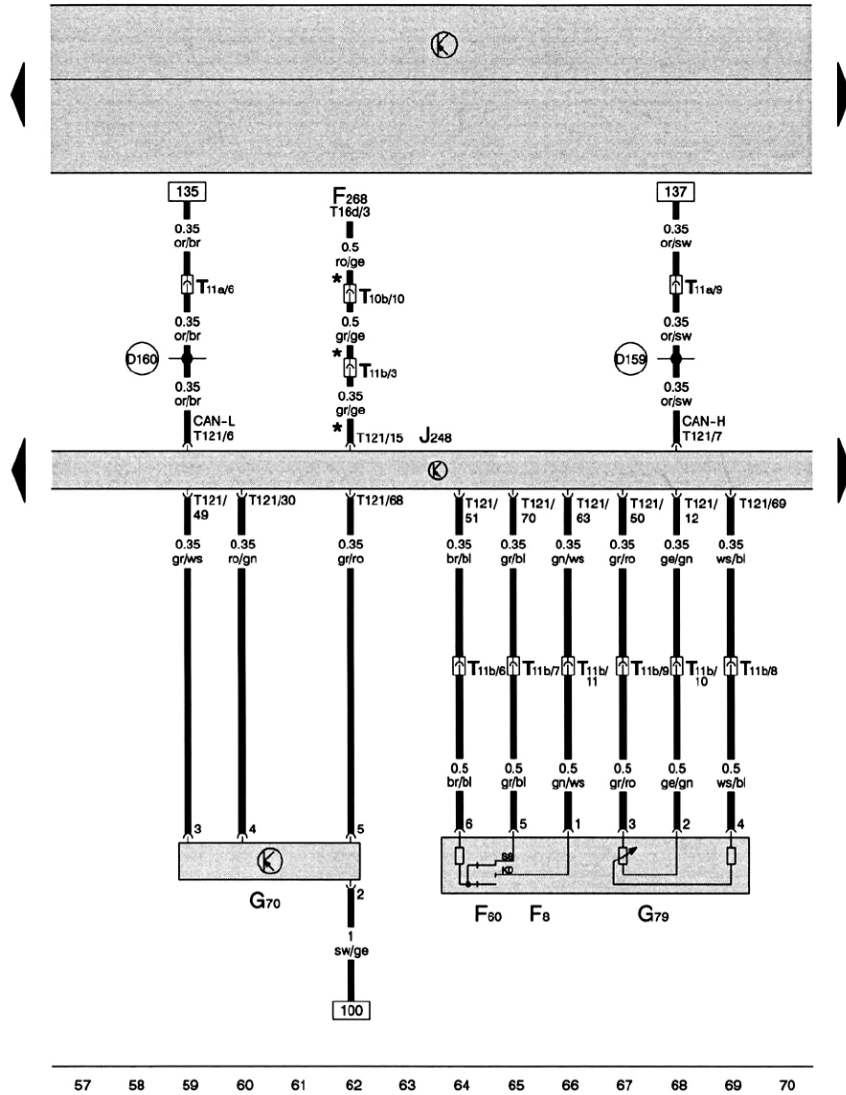 135
F268
137
T16d/3
0.35
or/br
0.5
ro/ge
0.35
or/sw
*
T11a/6
T10b/10
T11a/9
0.35
or/br
0.5
gr/ge
0.35
or/sw
*
D160
T11b/3
D159
0.35
or/br
0.35
gr/ge
0.35
or/sw
CAN-L
T121/6
*
T121/15
J248
CAN-H
T121/7
T121/
49
T121/30
T121/68
T121/
51
T121/
70
T121/
63
T121/
50
T121/
12
T121/69
0.35
gr/ws
0.35
ro/gn
0.35
gr/ro
0.35
br/bl
0.35
gr/bl
0.35
gn/ws
0.35
gr/ro
0.35
ge/gn
0.35
ws/bl
T11b/6
T11b/7
T11b/
11
T11b/9
T11b/
10
T11b/8
0.5
br/bl
0.5
gr/bl
0.5
gn/ws
0.5
gr/ro
0.5
ge/gn
0.5
ws/bl
3
4
5
6
5
1
3
2
4
KD
2
G70
F60
F8
G79
1
sw/ge
100
57 58 59 60 61 62 63 64 65 66 67 68 69 70